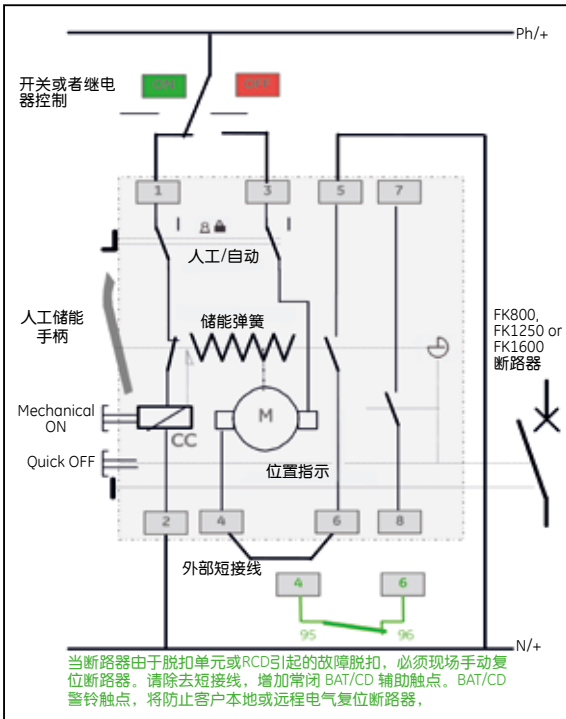 Ph/+
开关或者继电
器控制
ON
OFF
1
3
5
7
人工/自动
人工储能
手柄
储能弹簧
FK800,
FK1250 or
FK1600
断路器
Mechanical
ON
M
CC
Quick OFF
位置指示
2
4
6
8
外部短接线
4
6
95
96
N/+
当断路器由于脱扣单元或RCD引起的故障脱扣，必须现场手动复
位断路器。请除去短接线，增加常闭 BAT/CD 辅助触点。BAT/CD
警铃触点，将防止客户本地或远程电气复位断路器，